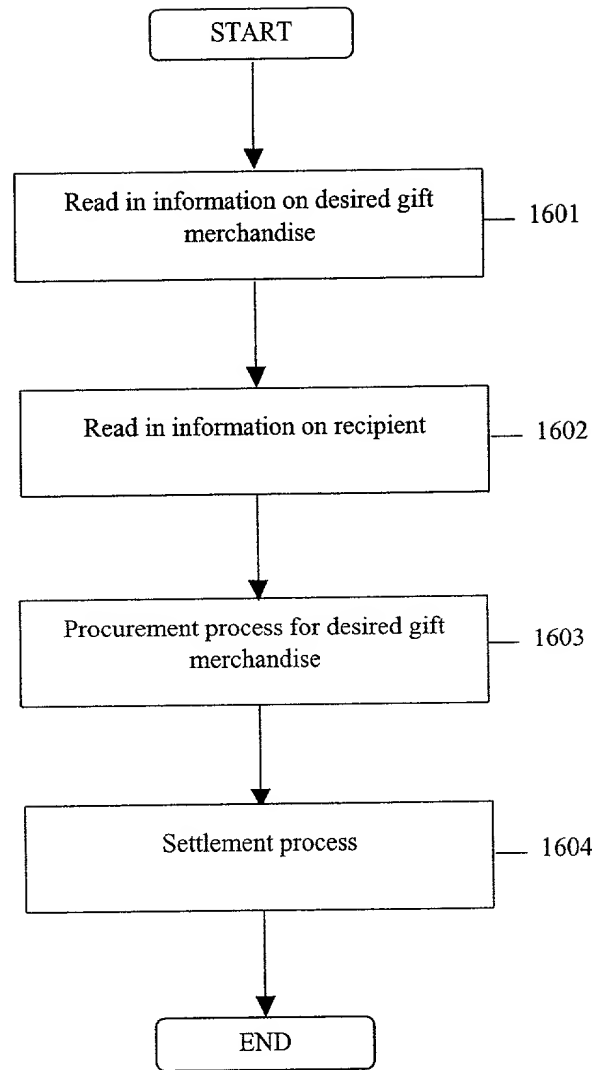 START
Read in information on desired gift
merchandise
1601
Read in information on recipient
1602
Procurement process for desired gift
merchandise
1603
Settlement process
1604
END